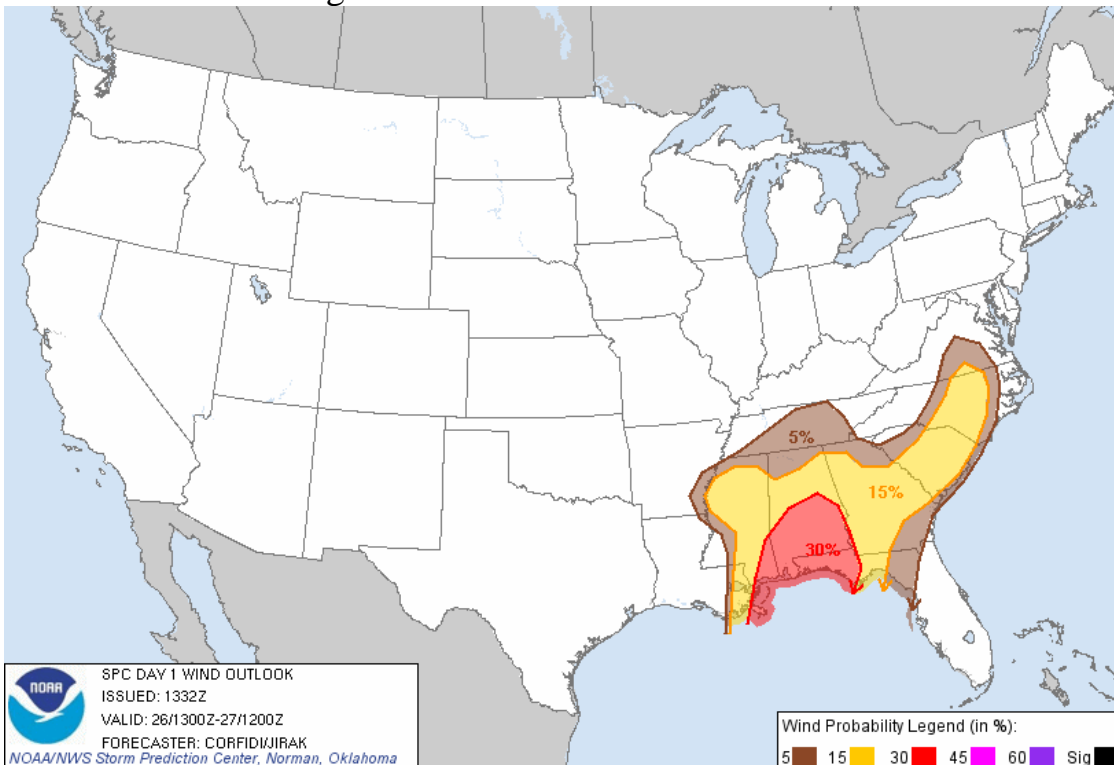 5%
15%
30%
NOAA
SPC DAY 1 WIND OUTLOOK
ISSUED: 1332Z
VALID: 26/1300Z-27/1200Z
FORECASTER: CORFIDI/JIRAK
NOAA/NWS Storm Prediction Center, Norman, Oklahoma
Wind Probability Legend (in %):
5 15 30 45 60 Sig